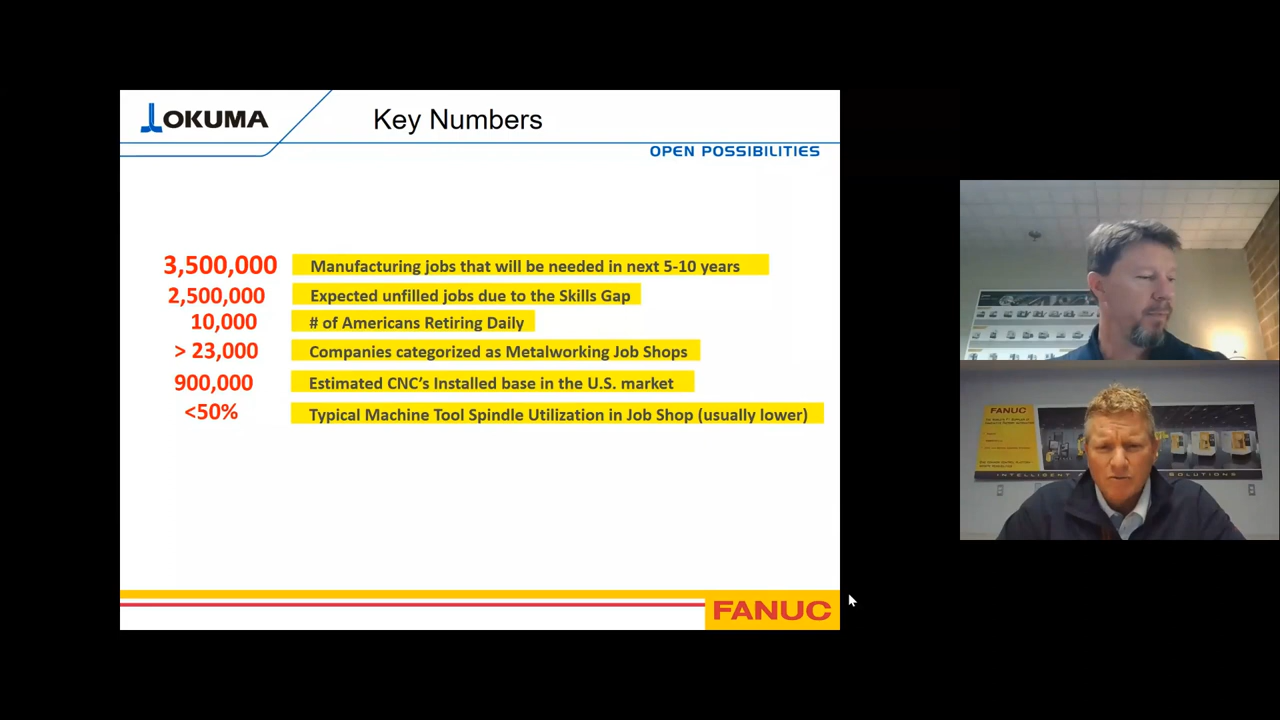 OKUMA
Key Numbers
OPEN POSSIBILITIES
3,500,000 Manufacturing jobs that will be needed in next 5-10 years
2,500,000 Expected unfilled jobs due to the Skills Gap
10,000 # of Americans Retiring Daily
> 23,000 Companies categorized as Metalworking Job Shops
900,000 Estimated CNC's Installed base in the U.S. market
<50% Typical Machine Tool Spindle Utilization in Job Shop (usually lower)
FANUC
FANUC
INTELLIGENT
SOLUTIONS